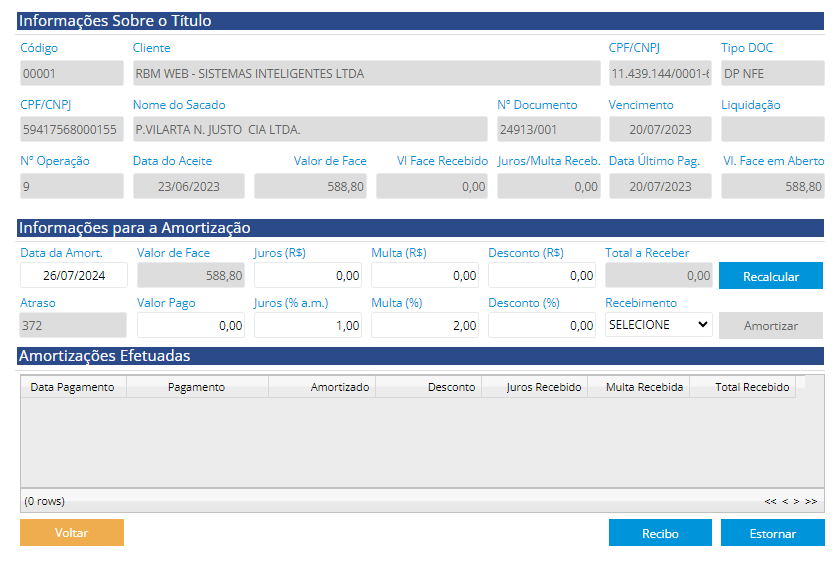 Informações Sobre o Título
Código Cliente CPF/CNPJ Tipo DOC
00001 RBM WEB - SISTEMAS INTELIGENTES LTDA 11.439.144/0001-6 DP NFE
CPF/CNPJ Nome do Sacado Nº Documento Vencimento Liquidação
59417568000155 P.VILARTA N. JUSTO CIA LTDA. 24913/001 20/07/2023
Nº Operação Data do Aceite Valor de Face Vl Face Recebido Juros/Multa Receb. Data Último Pag. Vl. Face em Aberto
9 23/06/2023 588,80 0,00 0,00 20/07/2023 588,80
Informações para a Amortização
Data da Amort. Valor de Face Juros (R$) Multa (R$) Desconto (R$) Total a Receber
26/07/2024 588,80 0,00 0,00 0,00 0,00 Recalcular
Atraso Valor Pago Juros (% a.m.) Multa (%) Desconto (%) Recebimento
372 0,00 1,00 2,00 0,00 SELECIONE Amortizar
Amortizações Efetuadas
Data Pagamento Pagamento Amortizado Desconto Juros Recebido Multa Recebida Total Recebido
(0 rows) << < > >>
Voltar Recibo Estornar